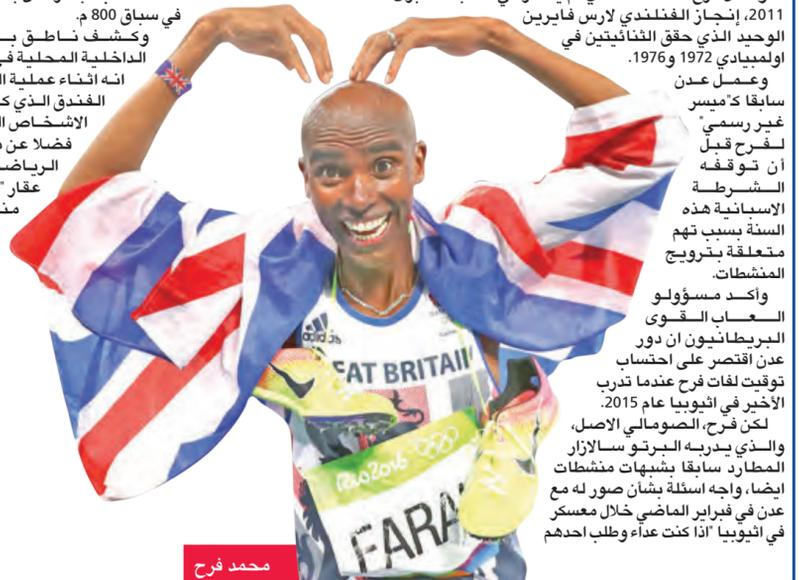 2011، إنجاز الفنلندي لارس فايرين
الوحيد الذي حقق الثنائيتين في
اولمبيادي 1972 و1976.
وعمل عدن
سابقا كـ"ميسر
غير رسمي"
لفرح قبل
أن توقفه
الشرطة
الاسبانية هذه
السنة بسبب تهم
متعلقة بترويج
المنشطات.
وأكد مسؤولو
العاب القوى
البريطانيون ان دور
عدن اقتصر على احتساب
توقيت لفات فرح عندما تدرب
الأخير في اثيوبيا عام 2015.
لكن فرح، الصومالي الاصل،
والذي يدربه البرتو سالازار
المطارد سابقا بشبهات منشطات
ايضا، واجه اسئلة بشأن صور له مع
عدن في فبراير الماضي خلال معسكر
في اثيوبيا "اذا كنت عداء وطلب احدهم
في سباق 800 م.
وكشف ناطق
الداخلية المحلية
انه اثناء عملية
الفندق الذي
الاشخاص
فضلا عن
عقار
adidas
EAT BRITAIN
Rio2016
FARA
محمد فرح